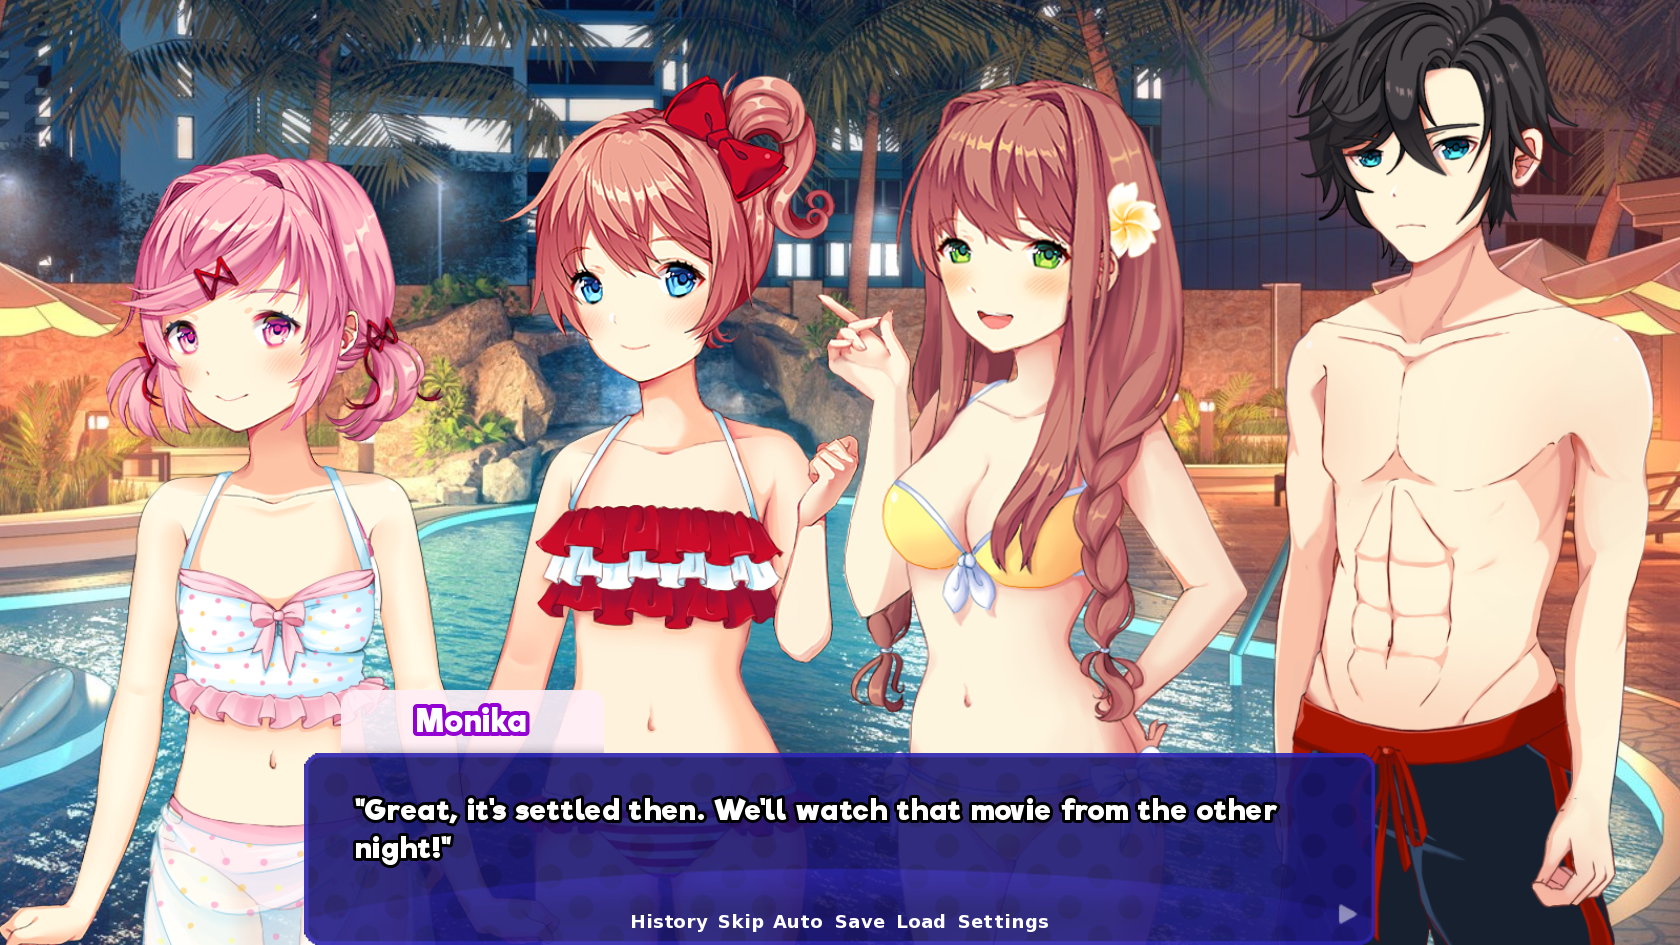 Monika
"Great, it's settled then. We'll watch that movie from the other
night!"
History Skip Auto Save Load Settings